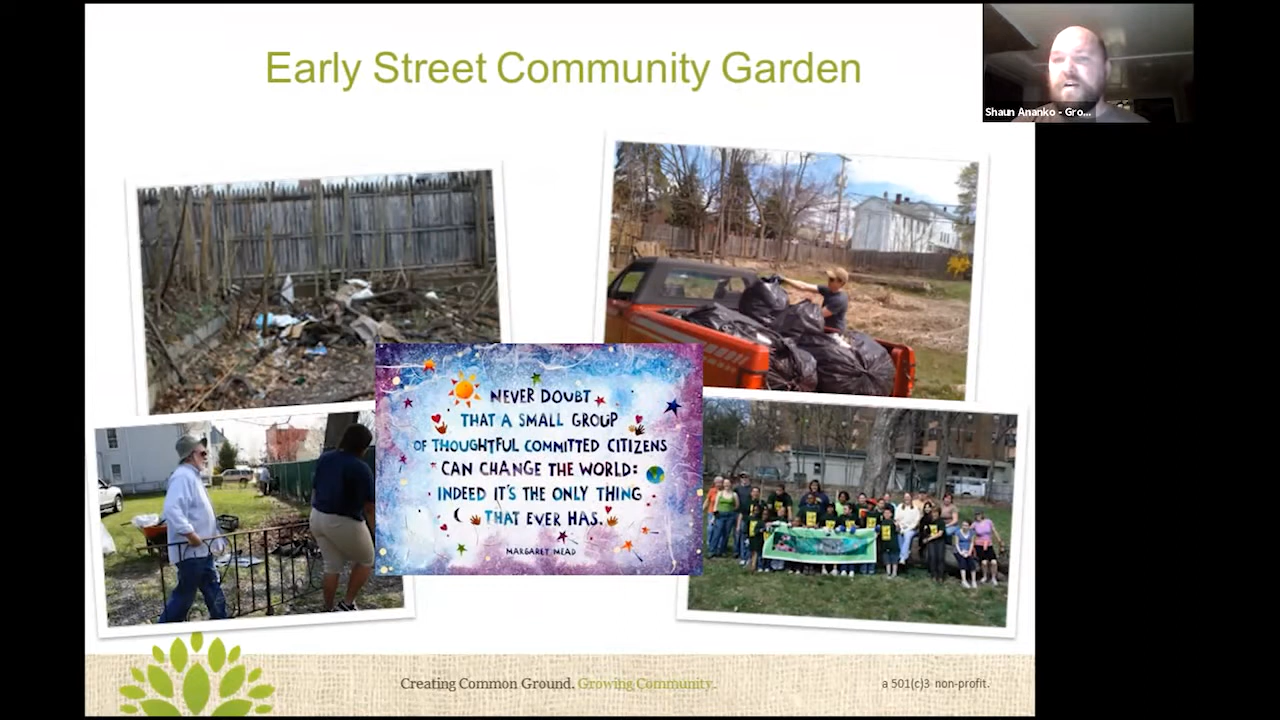 Early Street Community Garden
Shaun Ananko - Gro...
NEVER DOUBT
THAT A SMALL GROUP
OF THOUGHTFUL COMMITTED CITIZENS
CAN CHANGE THE WORLD:
INDEED IT'S THE ONLY THING
THAT EVER HAS.
MARGARET MEAD
Creating Common Ground. Growing Community.
a 501(c)3 non-profit.